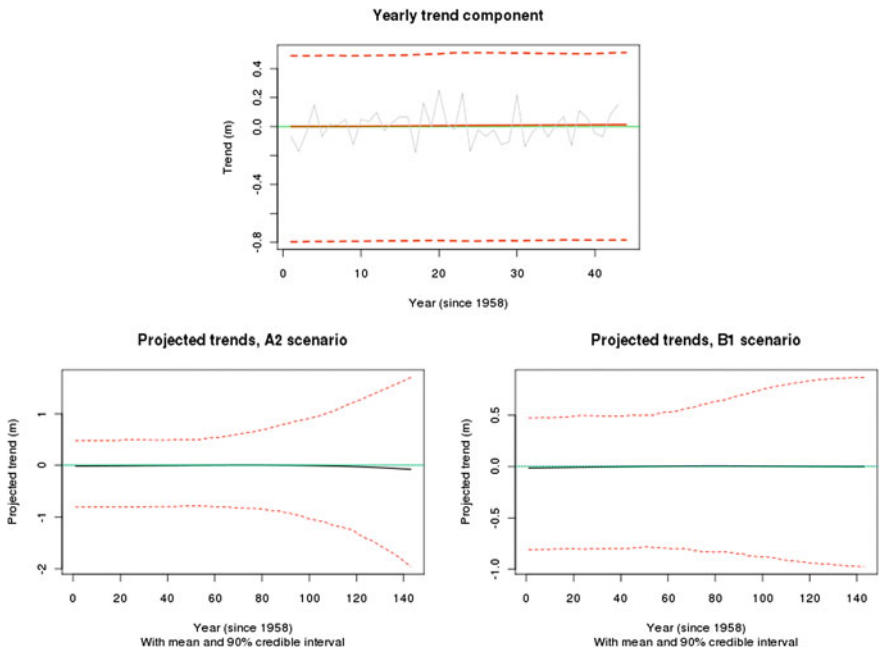 Yearly trend component
Trend (m)
0.4
0.2
0.0
-0.4
-0.8
0 10 20 30 40
Year (since 1958)
Projected trends, A2 scenario
Projected trend (m)
1
0
-1
-2
0 20 40 60 80 100 120 140
Year (since 1958)
With mean and 90% credible interval
Projected trends, B1 scenario
Projected trend (m)
0.5
0.0
-0.5
-1.0
0 20 40 60 80 100 120 140
Year (since 1958)
With mean and 90% credible interval